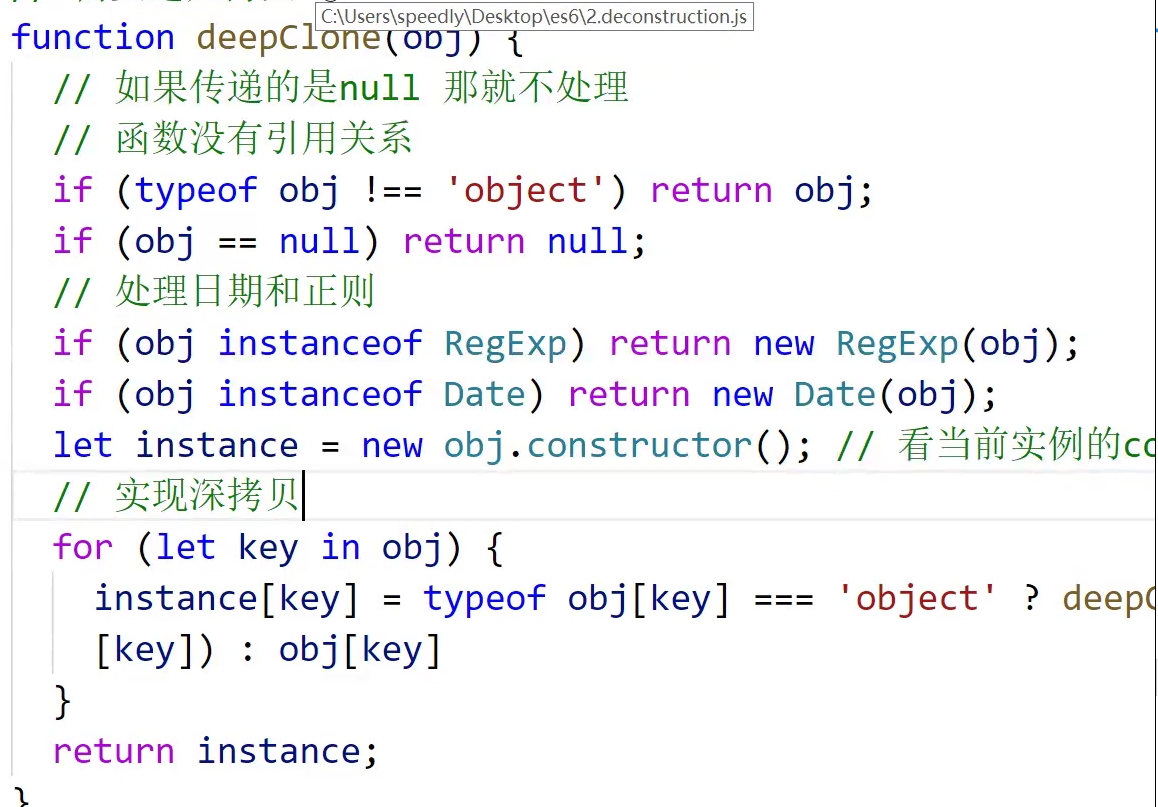 C:\Users\speedly\Desktop\es6\2.deconstruction.js
function deepClone(obj) {
// 如果传递的是null 那就不处理
// 函数没有引用关系
if (typeof obj !== 'object') return obj;
if (obj == null) return null;
// 处理日期和正则
if (obj instanceof RegExp) return new RegExp(obj);
if (obj instanceof Date) return new Date(obj);
let instance = new obj.constructor(); // 看当前实例的co
// 实现深拷贝
for (let key in obj) {
instance[key] = typeof obj[key] === 'object' ? deepC
[key]) : obj[key]
}
return instance;
}